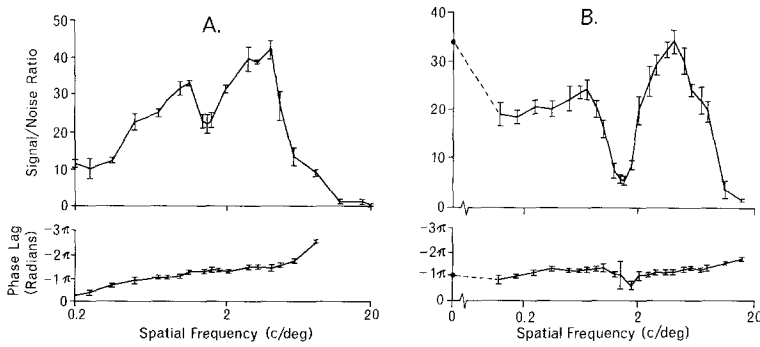 A.
50
40
30
20
10
0
Signal/Noise Ratio
-3π
-2π
-1π
0
Phase Lag
(Radians)
0.2
2
20
Spatial Frequency (c/deg)
B.
40
30
20
10
0
-3π
-2π
-1π
0
0
0.2
2
20
Spatial Frequency (c/deg)